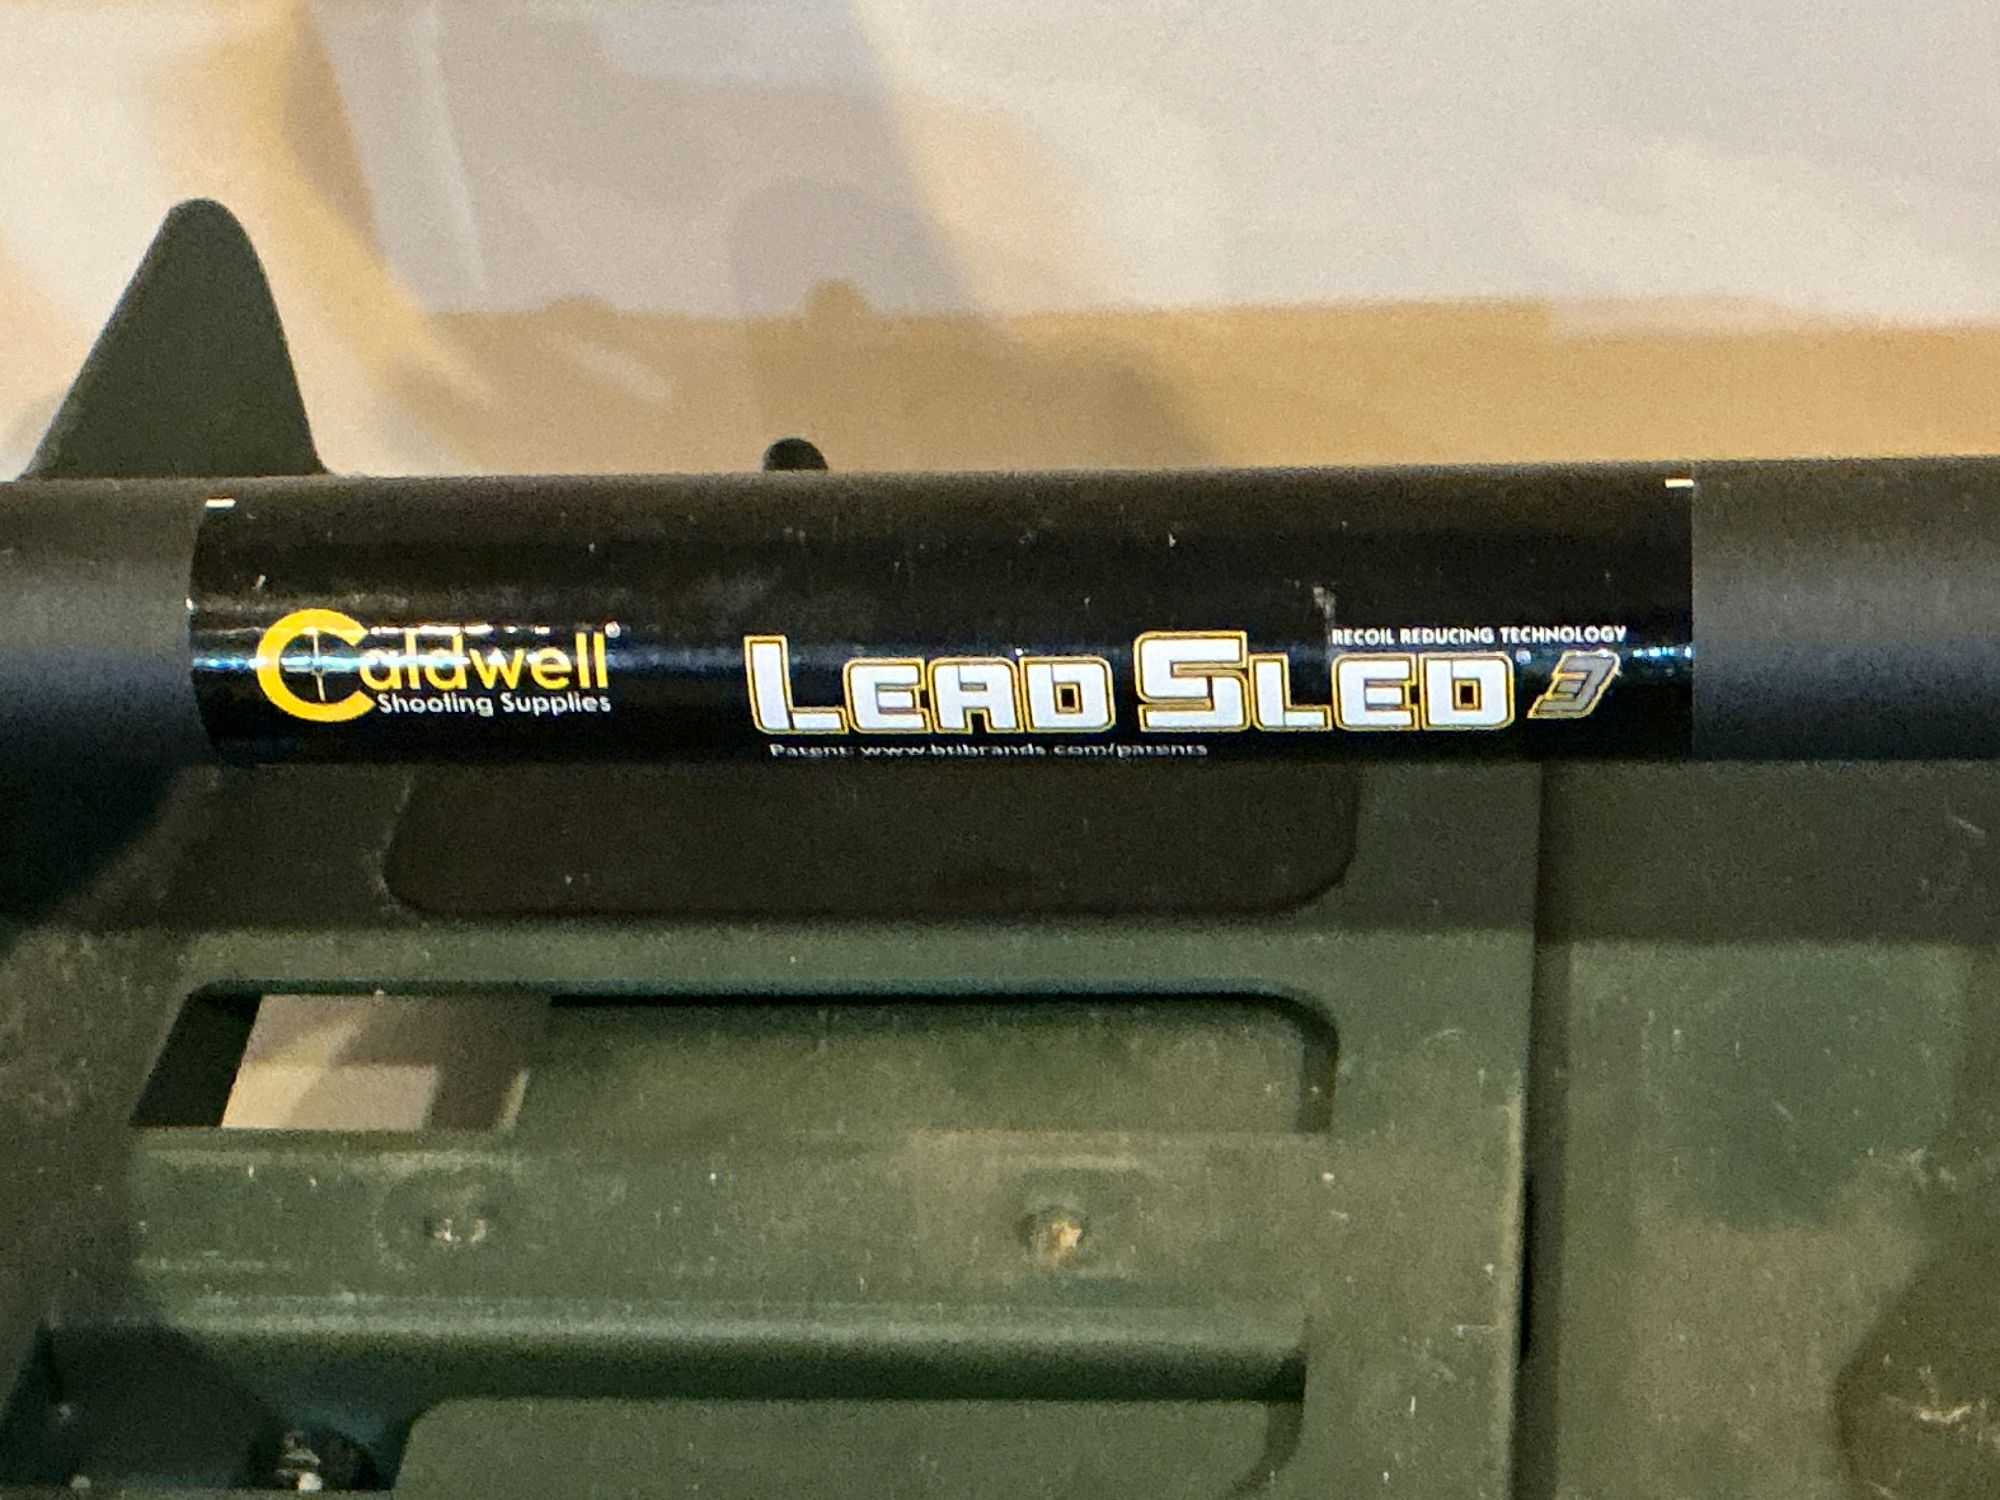 Caldwell®
Shooting Supplies
RECOIL REDUCING TECHNOLOGY
LEAD SLED® 3
Patent: www.btibrands.com/patents